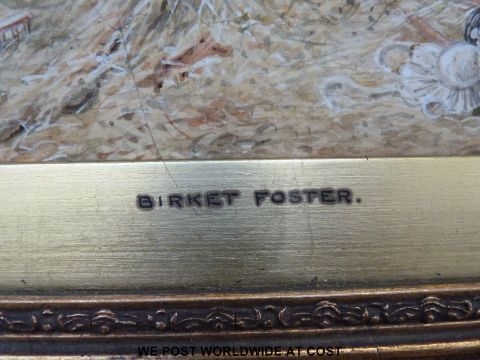 BIRKET FOSTER.
WE POST WORLDWIDE AT COST